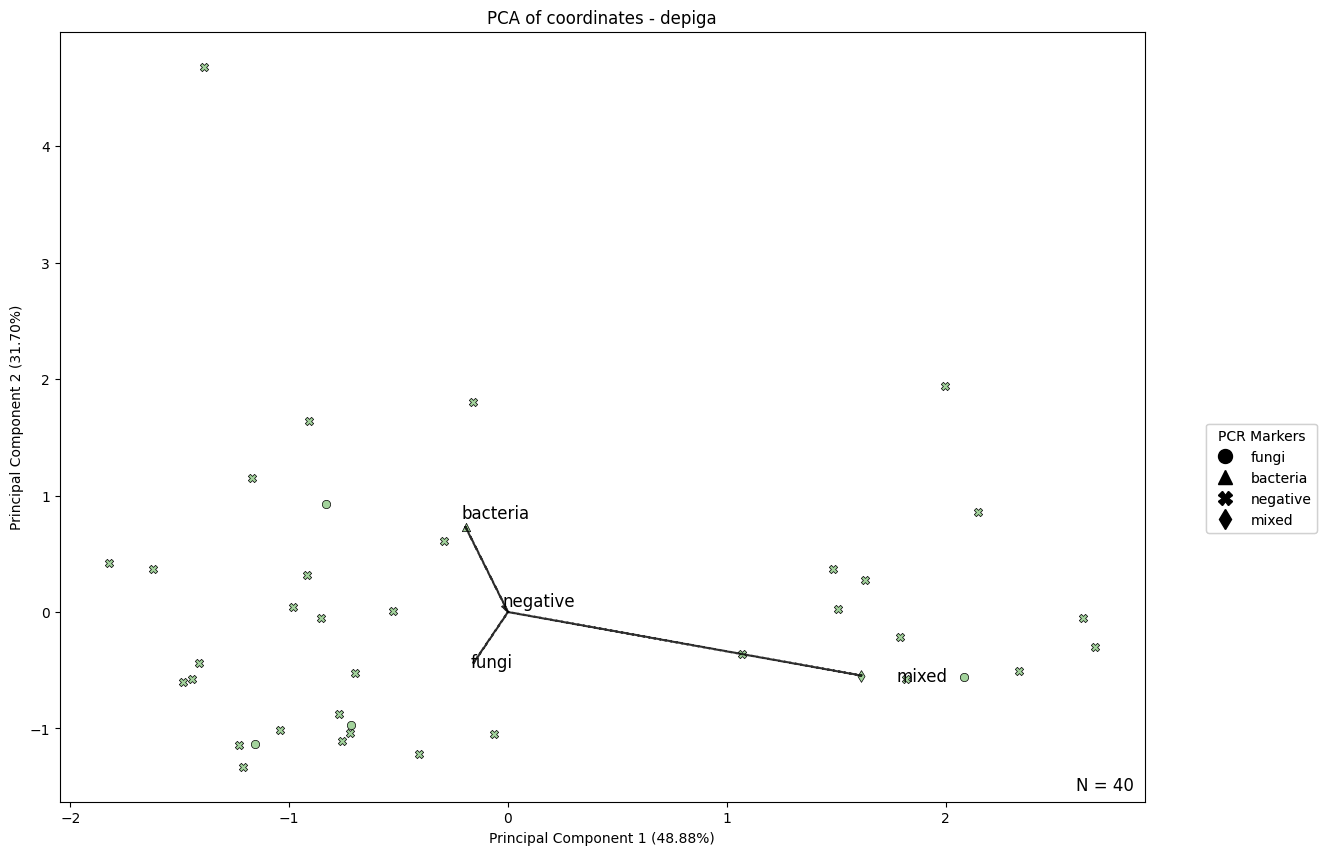 PCA of coordinates - depiga
Principal Component 2 (31.70%)
4
3
2
1
0
−1
bacteria
negative
fungi
mixed
N = 40
−2
−1
0
1
2
Principal Component 1 (48.88%)
PCR Markers
fungi
bacteria
negative
mixed